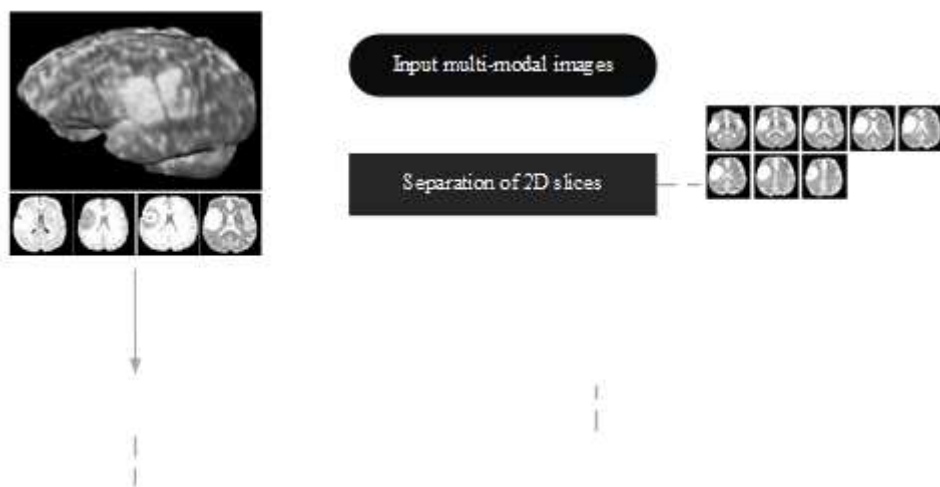 Input multi-modal images
Separation of 2D slices